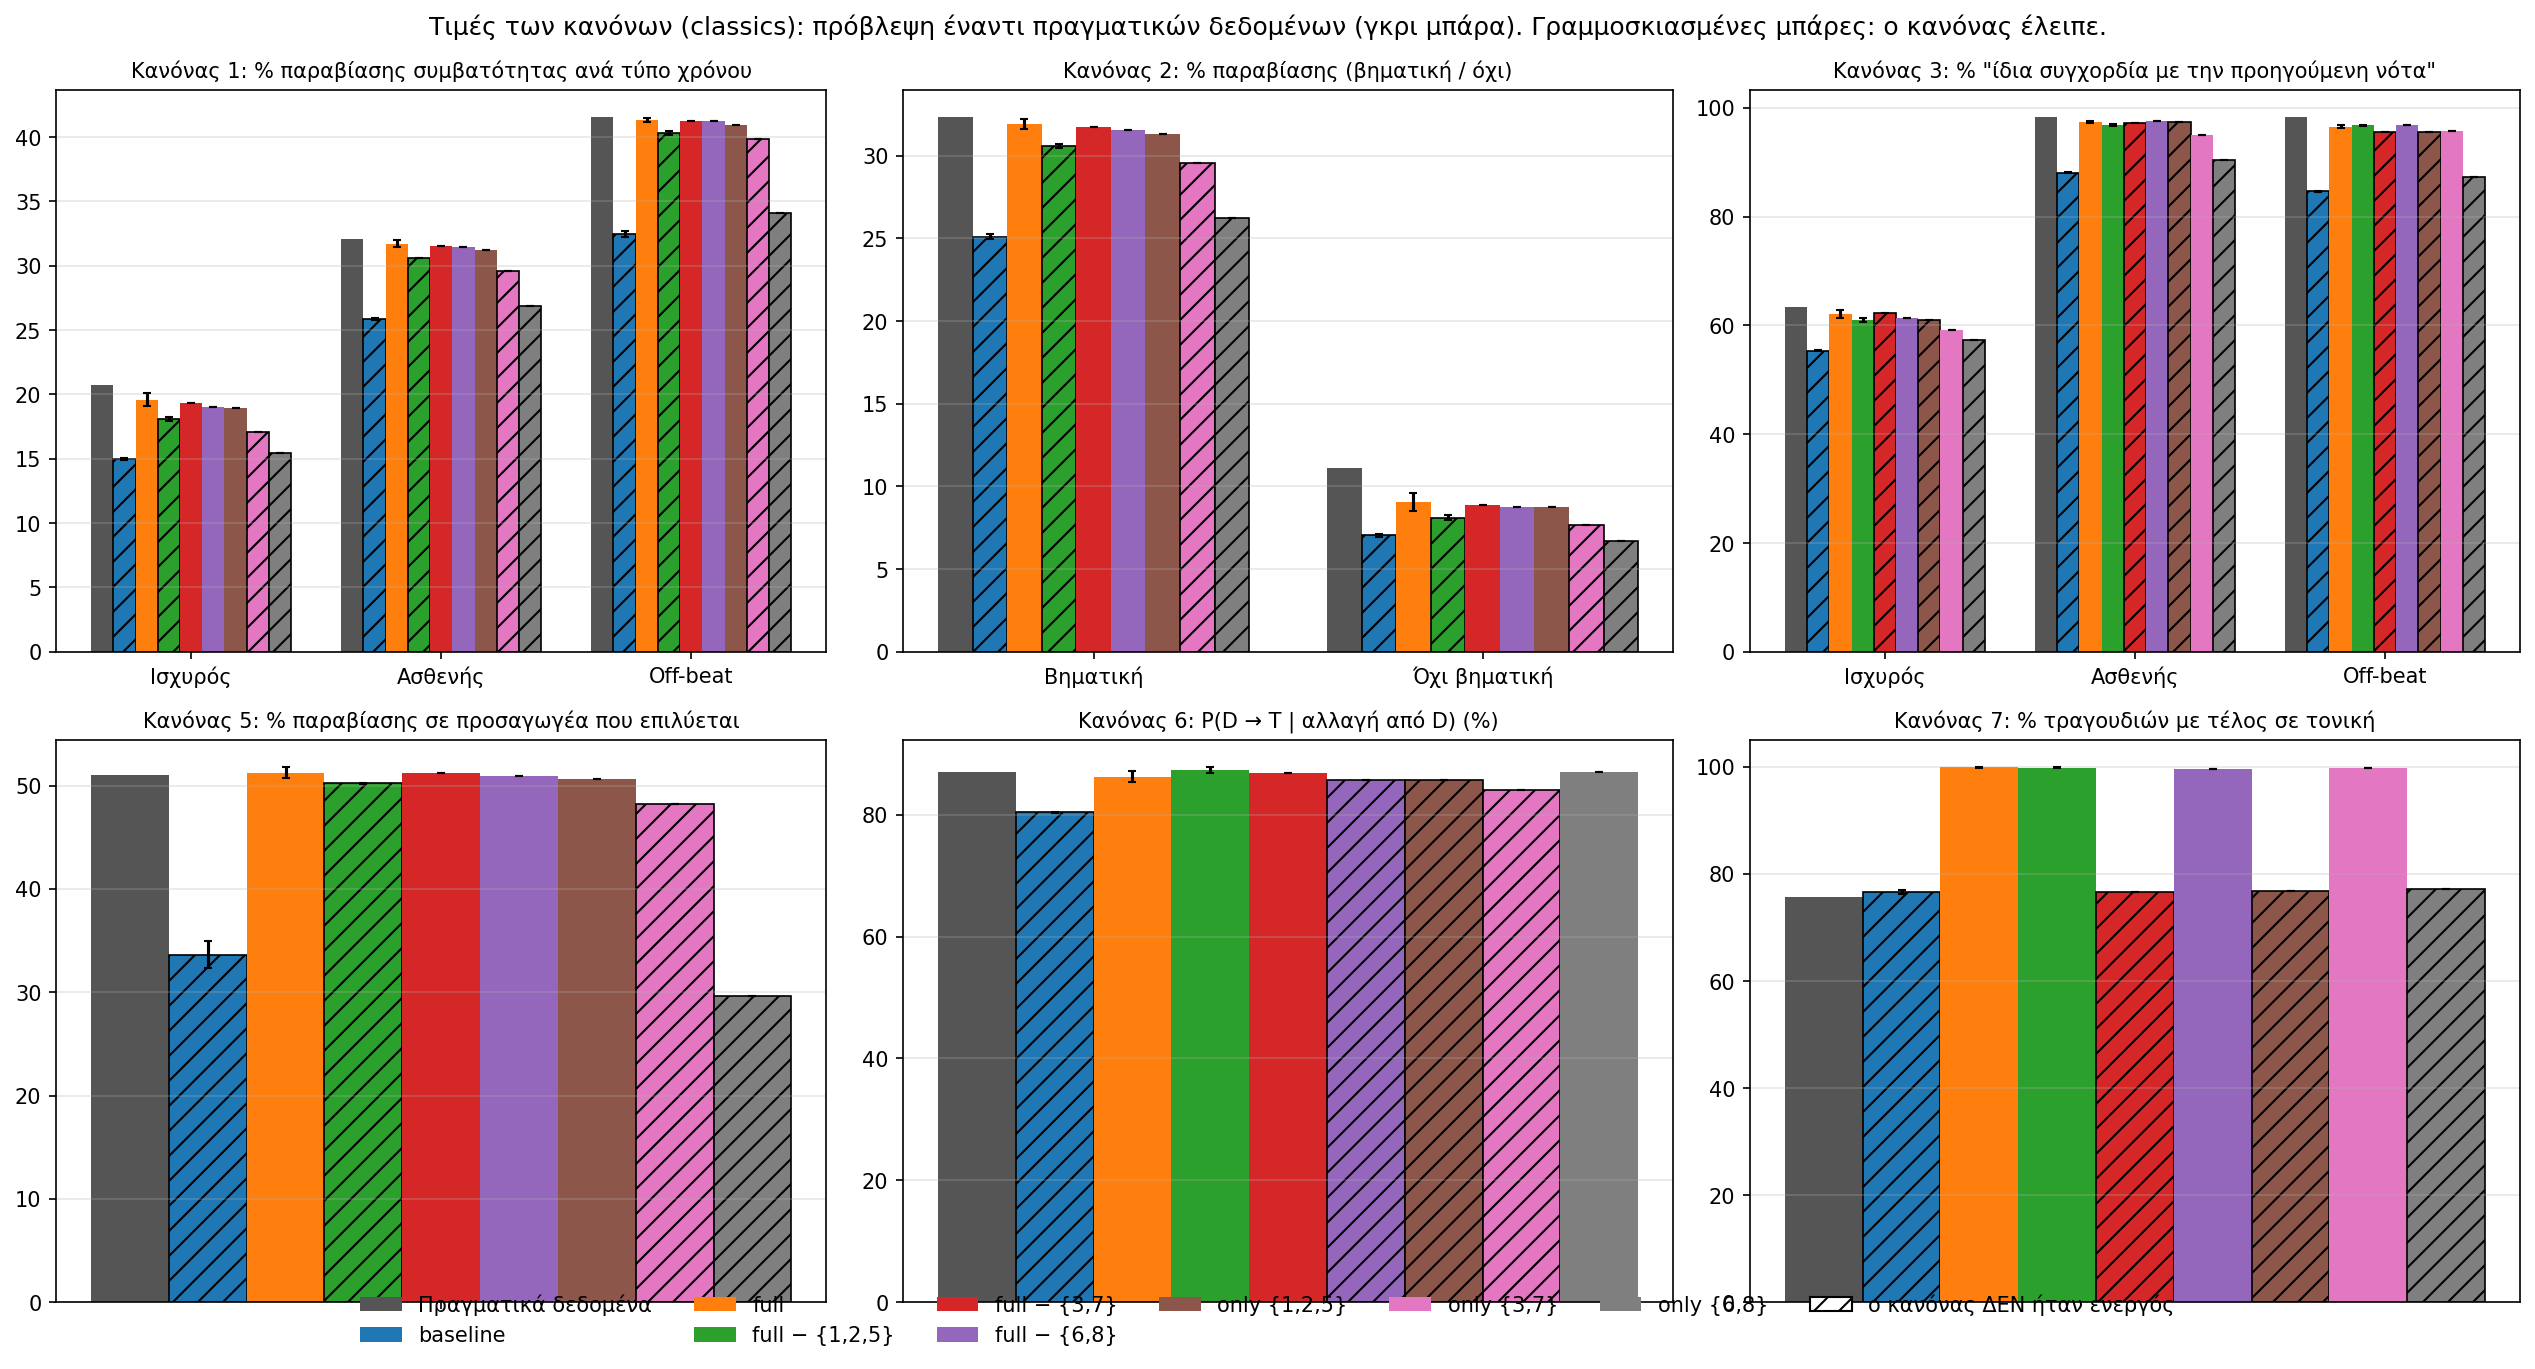 Τιμές των κανόνων (classics): πρόβλεψη έναντι πραγματικών δεδομένων (γκρι μπάρα). Γραμμοσκιασμένες μπάρες: ο κανόνας έλειπε.
Κανόνας 1: % παραβίασης συμβατότητας ανά τύπο χρόνου
40
35
30
25
20
15
10
5
0
Ισχυρός
Ασθενής
Off-beat
Κανόνας 2: % παραβίασης (βηματική / όχι)
30
25
20
15
10
5
0
Βηματική
Όχι βηματική
Κανόνας 3: % "ίδια συγχορδία με την προηγούμενη νότα"
100
80
60
40
20
0
Ισχυρός
Ασθενής
Off-beat
Κανόνας 5: % παραβίασης σε προσαγωγέα που επιλύεται
50
40
30
20
10
0
Κανόνας 6: P(D → T | αλλαγή από D) (%)
80
60
40
20
0
Κανόνας 7: % τραγουδιών με τέλος σε τονική
100
80
60
40
20
0
Πραγματικά δεδομένα
baseline
full
full − {1,2,5}
full − {3,7}
full − {6,8}
only {1,2,5}
only {3,7}
only {6,8}
ο κανόνας ΔΕΝ ήταν ενεργός